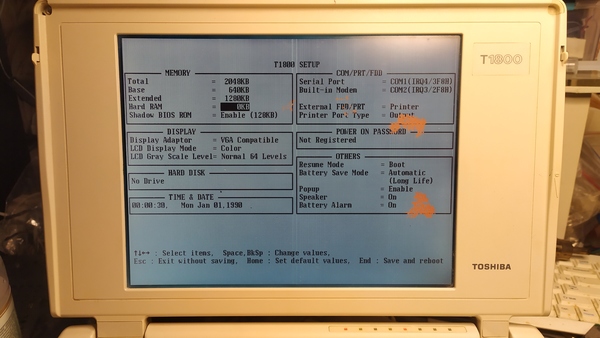 T1800 SETUP
T1800
MEMORY
Total = 2048KB
Base = 640KB
Extended = 1280KB
Hard RAM = 0KB
Shadow BIOS ROM = Enable (128KB)
COM/PRT/FDD
Serial Port = COM1(IRQ4/3F8H)
Built-in Modem = COM2(IRQ3/2F8H)
External FDD/PRT = Printer
Printer Port Type = Output
DISPLAY
Display Adaptor = VGA Compatible
LCD Display Mode = Color
LCD Gray Scale Level= Normal 64 Levels
POWER ON PASSWORD
Not Registered
HARD DISK
No Drive
OTHERS
Resume Mode = Boot
Battery Save Mode = Automatic
(Long Life)
Popup = Enable
Speaker = On
Battery Alarm = On
TIME & DATE
00:00:30, Mon Jan 01,1990
↑↓←→ : Select items, Space,BkSp : Change values,
Esc : Exit without saving, Home : Set default values, End : Save and reboot
TOSHIBA